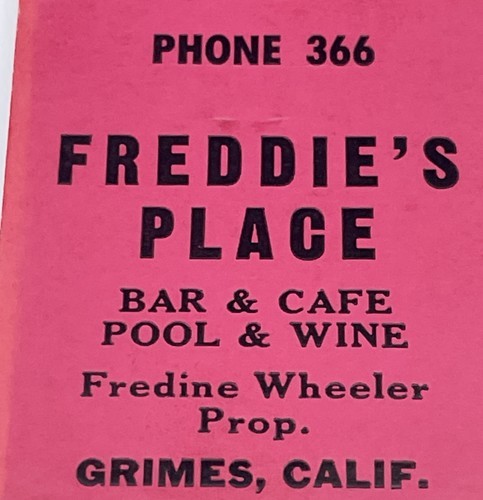 PHONE 366
FREDDIE'S
PLACE
BAR & CAFE
POOL & WINE
Fredine Wheeler
Prop.
GRIMES, CALIF.